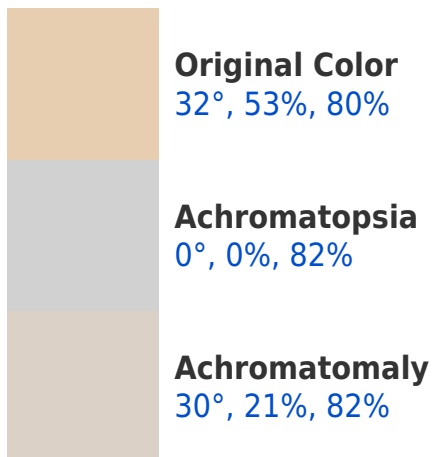 Original Color
32°, 53%, 80%
Achromatopsia
0°, 0%, 82%
Achromatomaly
30°, 21%, 82%